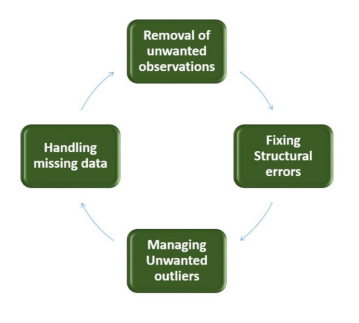 Removal of
unwanted
observations
Fixing
Structural
errors
Managing
Unwanted
outliers
Handling
missing data